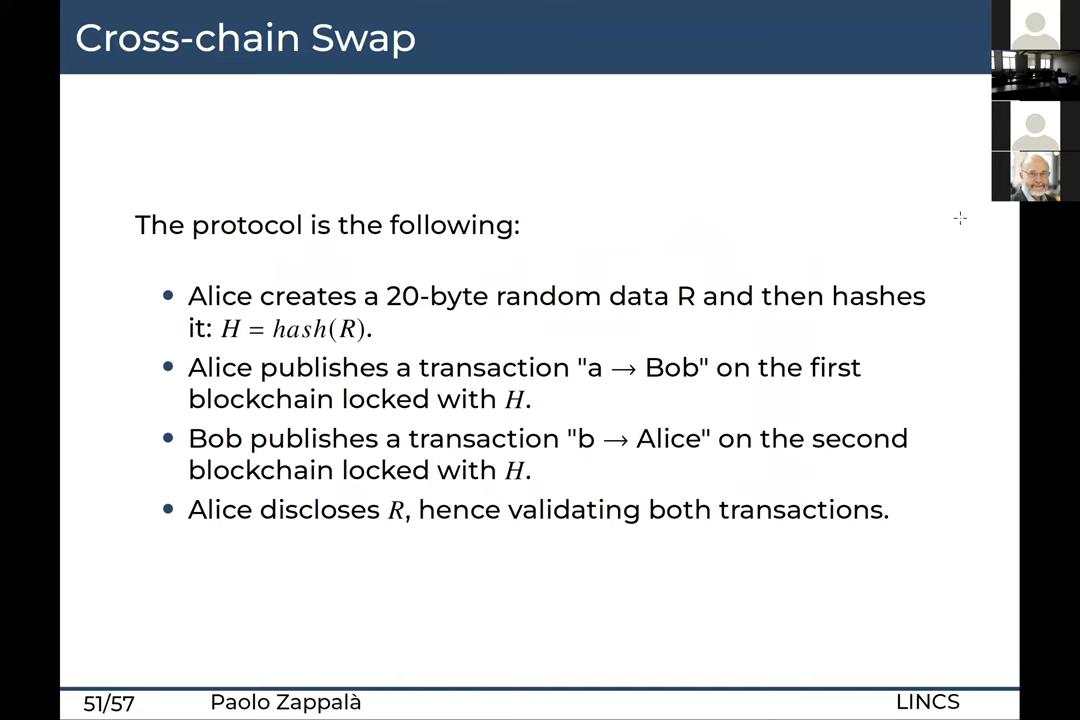 Cross-chain Swap
The protocol is the following:
• Alice creates a 20-byte random data R and then hashes
it: H = hash(R).
• Alice publishes a transaction "a → Bob" on the first
blockchain locked with H.
• Bob publishes a transaction "b → Alice" on the second
blockchain locked with H.
• Alice discloses R, hence validating both transactions.
51/57 Paolo Zappalà LINCS